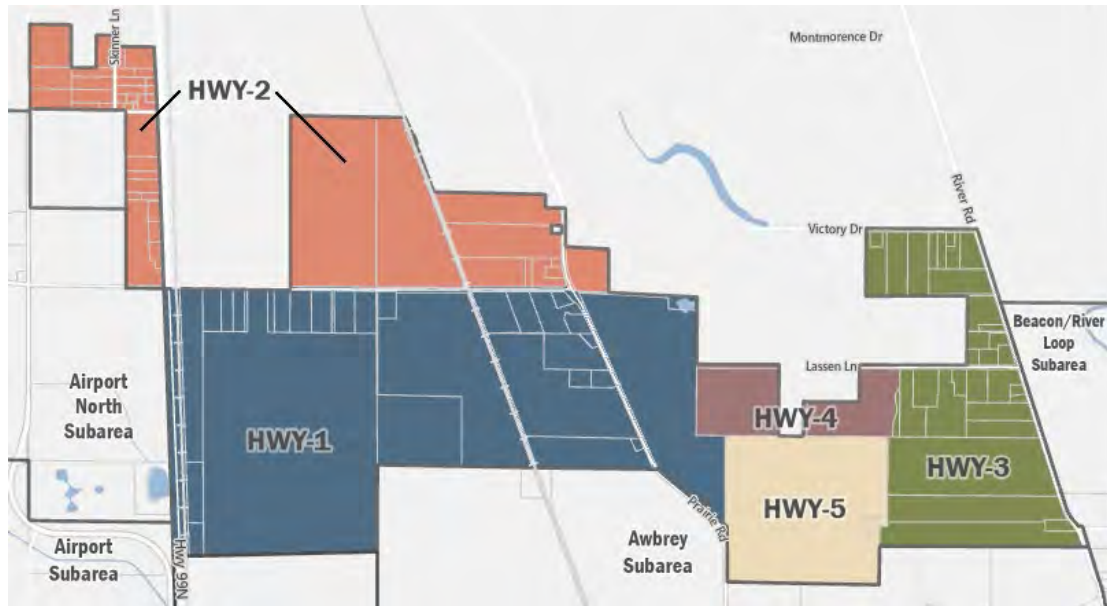 Skinner Ln
HWY-2
Montmorence Dr
River Rd
Victory Dr
Beacon/River
Loop
Subarea
Lassen Ln
Airport
North
Subarea
HWY-4
HWY-1
HWY-3
HWY-5
Prairie Rd
Hwy 99N
Airport
Subarea
Awbrey
Subarea